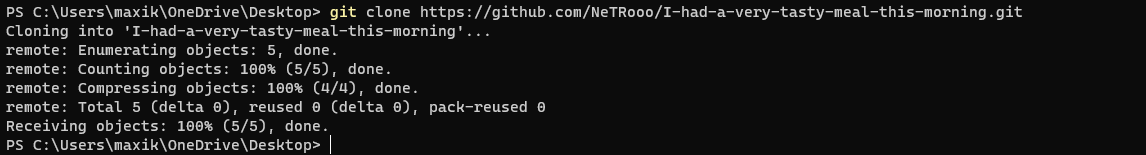 PS C:\Users\maxik\OneDrive\Desktop> git clone https://github.com/NeTRooo/I-had-a-very-tasty-meal-this-morning.git
Cloning into 'I-had-a-very-tasty-meal-this-morning'...
remote: Enumerating objects: 5, done.
remote: Counting objects: 100% (5/5), done.
remote: Compressing objects: 100% (4/4), done.
remote: Total 5 (delta 0), reused 0 (delta 0), pack-reused 0
Receiving objects: 100% (5/5), done.
PS C:\Users\maxik\OneDrive\Desktop>